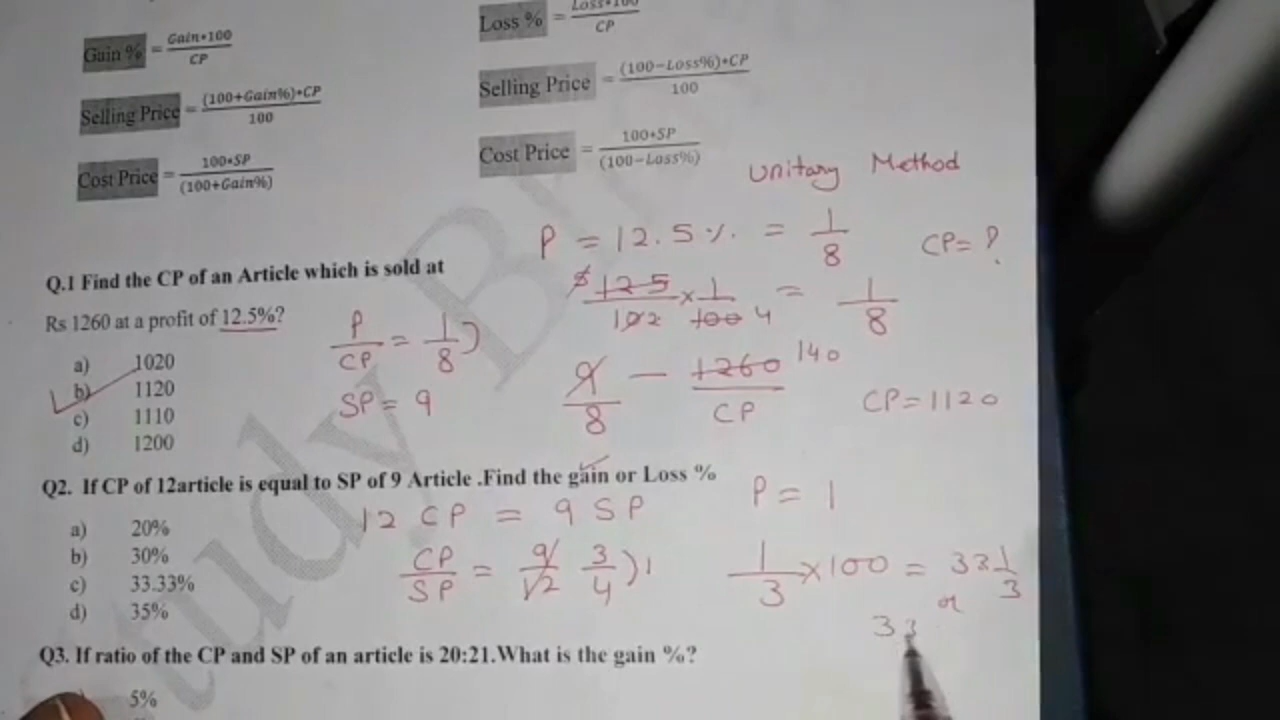 Gain % = Gain*100 / CP
Loss % = Loss*100 / CP
Selling Price = (100+Gain%)*CP / 100
Selling Price = (100-Loss%)*CP / 100
Cost Price = 100*SP / (100+Gain%)
Cost Price = 100*SP / (100-Loss%)
Unitary Method
P = 12.5% = 1/8 CP = ?
125/102 × 1/100 4 = 1/8
Q.1 Find the CP of an Article which is sold at
Rs 1260 at a profit of 12.5%?
a) 1020
b) 1120
c) 1110
d) 1200
P/CP = 1/8 )
SP = 9
9/8 — 1260/CP 140
CP = 1120
Q2. If CP of 12article is equal to SP of 9 Article .Find the gain or Loss %
a) 20%
b) 30%
c) 33.33%
d) 35%
12 CP = 9 SP
CP/SP = 9/12 3/4 ) 1
P = 1
1/3 × 100 = 33 1/3
or
33
Q3. If ratio of the CP and SP of an article is 20:21.What is the gain %?
5%